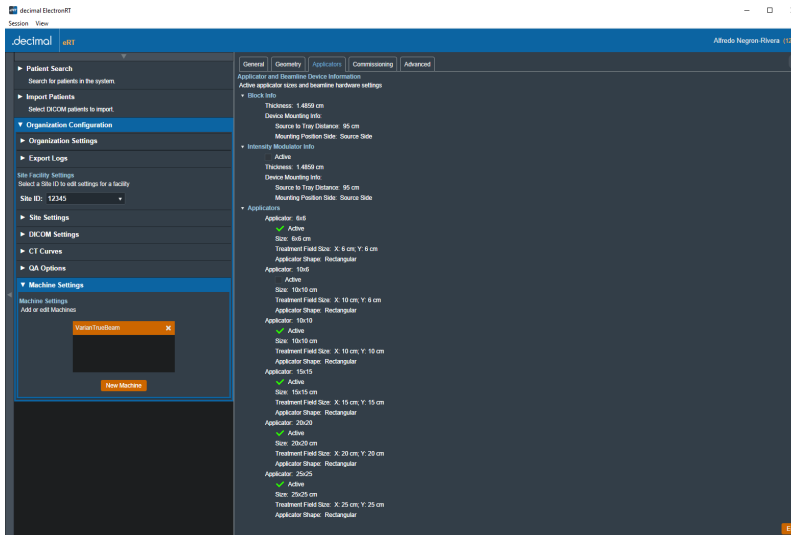 decimal ElectronRT
Session View
.decimal eRT
Alfredo Negron-Rivera
Patient Search
Search for patients in the system.
Import Patients
Select DICOM patients to import.
Organization Configuration
Organization Settings
Export Logs
Site Facility Settings
Select a Site ID to edit settings for a facility
Site ID: 12345
Site Settings
DICOM Settings
CT Curves
QA Options
Machine Settings
Machine Settings
Add or edit Machines
VarianTrueBeam
New Machine
General Geometry Applicators Commissioning Advanced
Applicator and Beamline Device Information
Active applicator sizes and beamline hardware settings
Block Info
Thickness: 1.4859 cm
Device Mounting Info:
Source to Tray Distance: 95 cm
Mounting Position Side: Source Side
Intensity Modulator Info
Active
Thickness: 1.4859 cm
Device Mounting Info:
Source to Tray Distance: 95 cm
Mounting Position Side: Source Side
Applicators
Applicator: 6x6
Active
Size: 6x6 cm
Treatment Field Size: X: 6 cm; Y: 6 cm
Applicator Shape: Rectangular
Applicator: 10x6
Active
Size: 10x10 cm
Treatment Field Size: X: 10 cm; Y: 6 cm
Applicator Shape: Rectangular
Applicator: 10x10
Active
Size: 10x10 cm
Treatment Field Size: X: 10 cm; Y: 10 cm
Applicator Shape: Rectangular
Applicator: 15x15
Active
Size: 15x15 cm
Treatment Field Size: X: 15 cm; Y: 15 cm
Applicator Shape: Rectangular
Applicator: 20x20
Active
Size: 20x20 cm
Treatment Field Size: X: 20 cm; Y: 20 cm
Applicator Shape: Rectangular
Applicator: 25x25
Active
Size: 25x25 cm
Treatment Field Size: X: 25 cm; Y: 25 cm
Applicator Shape: Rectangular